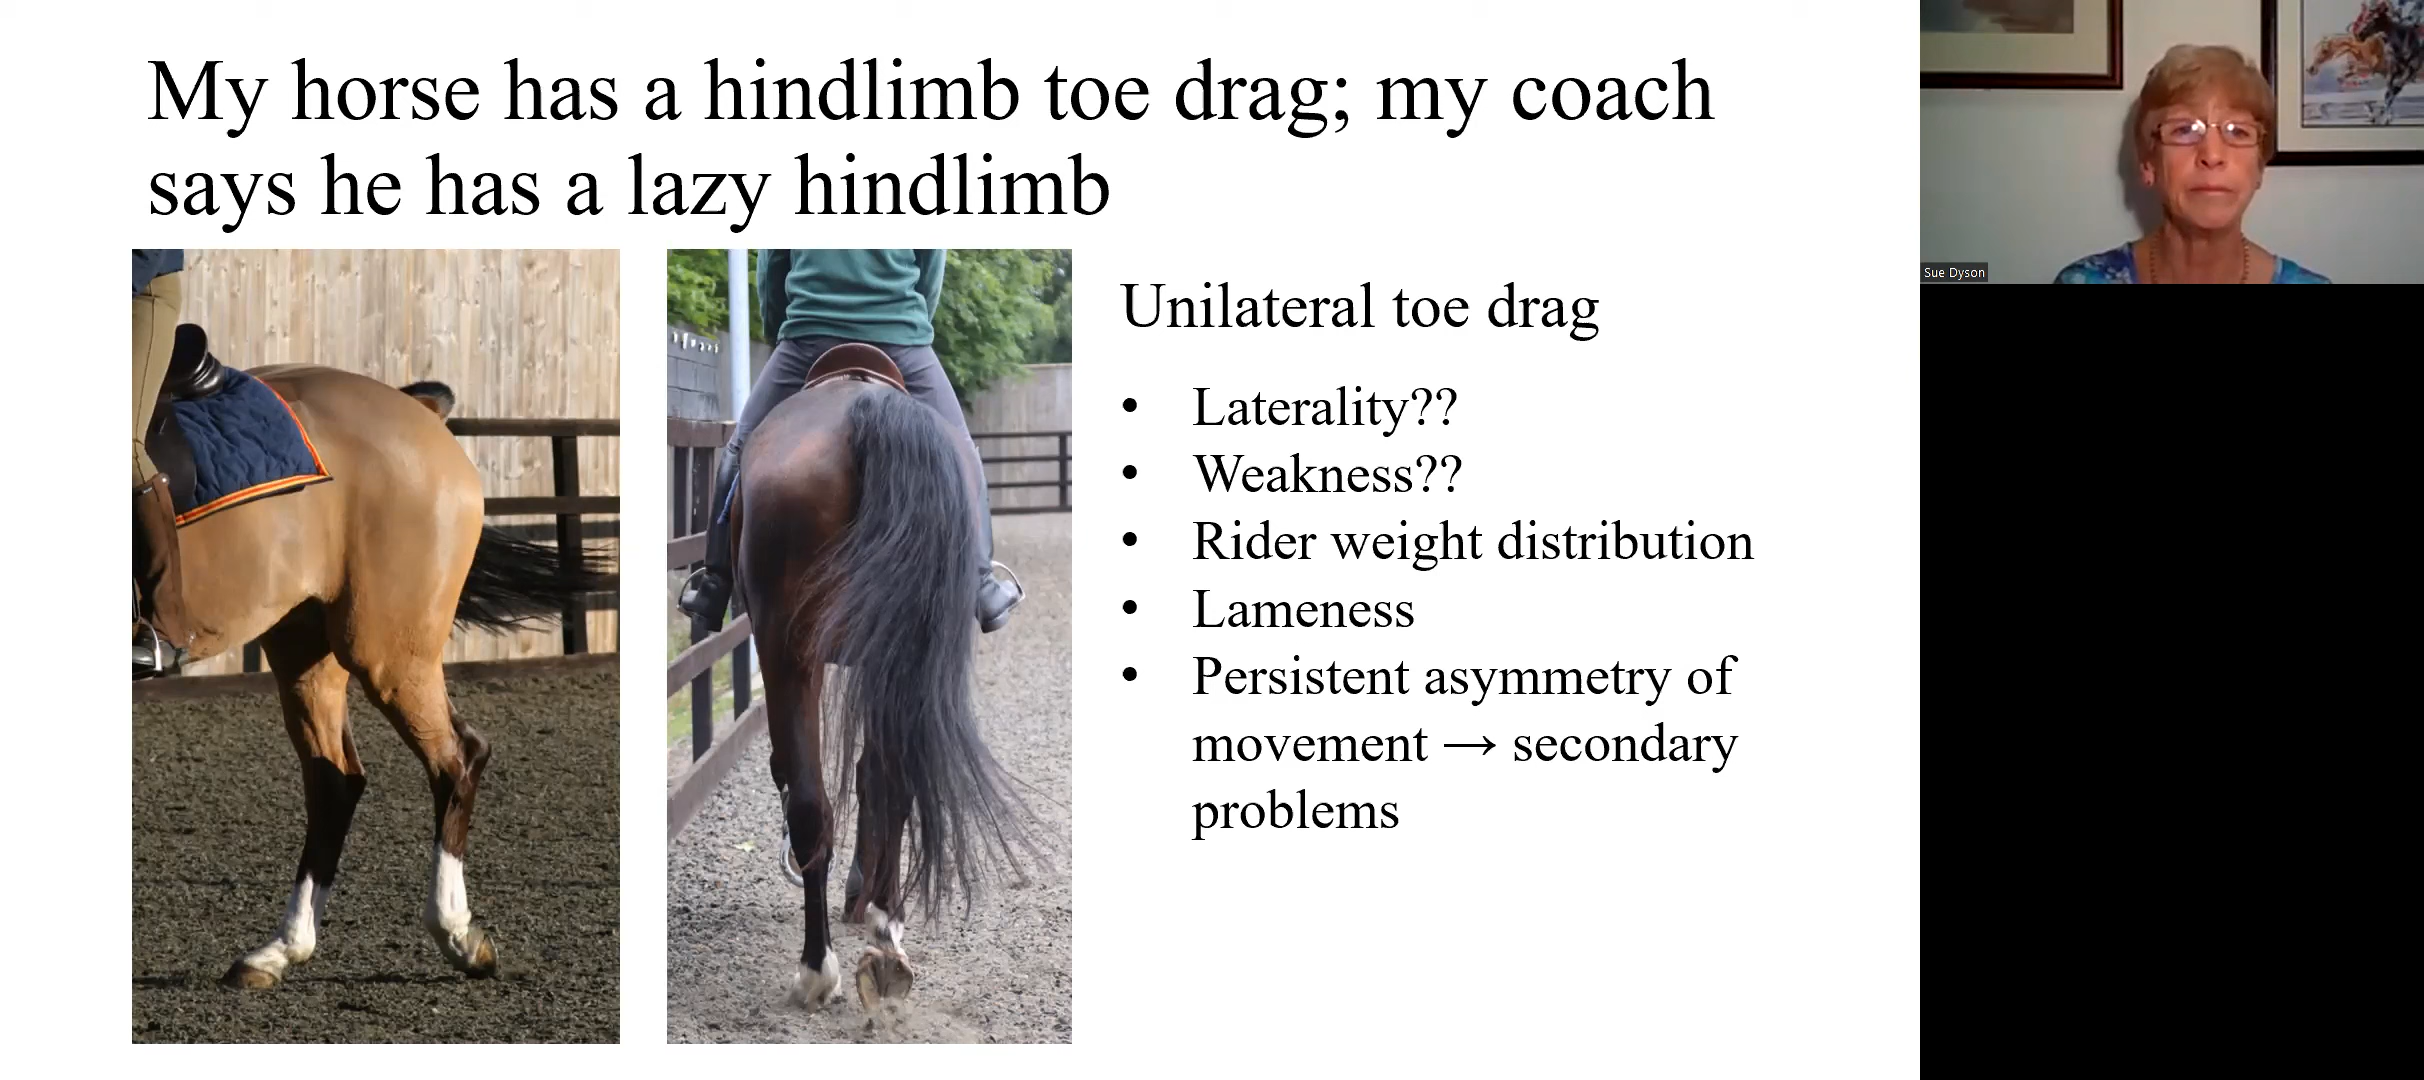 My horse has a hindlimb toe drag; my coach
says he has a lazy hindlimb
Unilateral toe drag
• Laterality??
• Weakness??
• Rider weight distribution
• Lameness
• Persistent asymmetry of
movement → secondary
problems
Sue Dyson